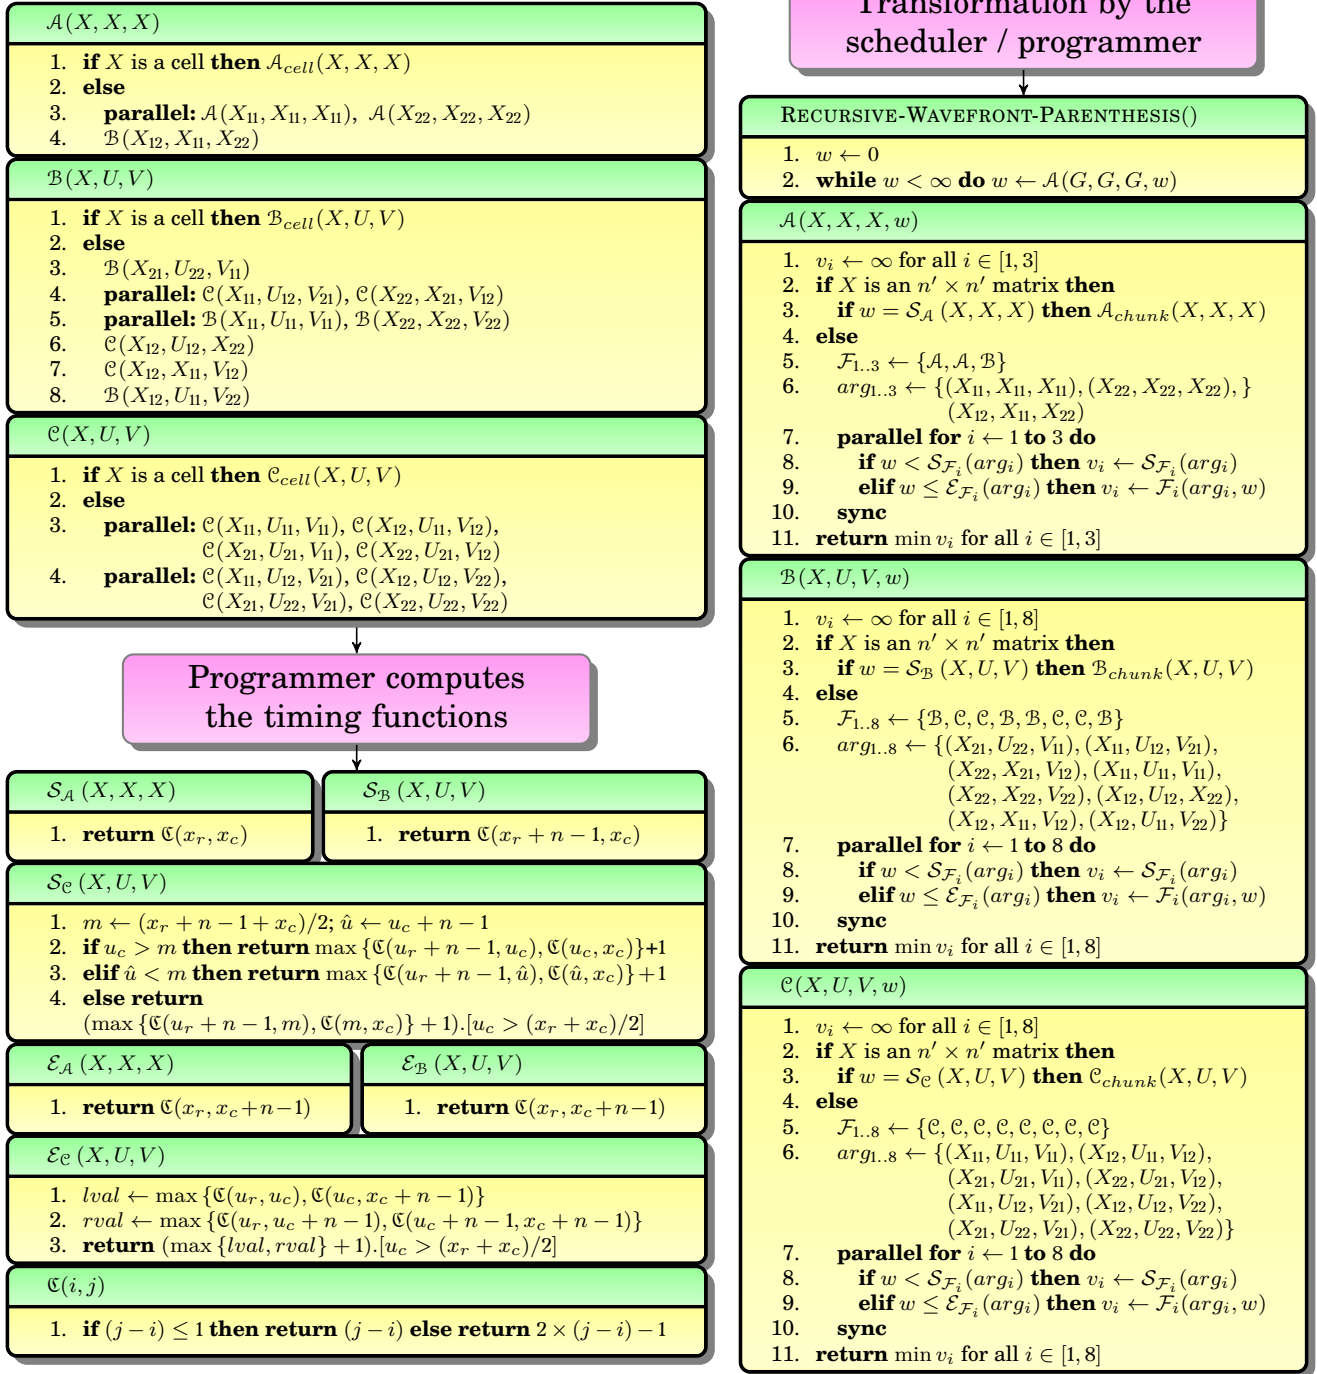 𝒜(X, X, X)
1. if X is a cell then 𝒜_cell(X, X, X)
2. else
3. parallel: 𝒜(X₁₁, X₁₁, X₁₁), 𝒜(X₂₂, X₂₂, X₂₂)
4. ℬ(X₁₂, X₁₁, X₂₂)
ℬ(X, U, V)
1. if X is a cell then ℬ_cell(X, U, V)
2. else
3. ℬ(X₂₁, U₂₂, V₁₁)
4. parallel: 𝒞(X₁₁, U₁₂, V₂₁), 𝒞(X₂₂, X₂₁, V₁₂)
5. parallel: ℬ(X₁₁, U₁₁, V₁₁), ℬ(X₂₂, X₂₂, V₂₂)
6. 𝒞(X₁₂, U₁₂, X₂₂)
7. 𝒞(X₁₂, X₁₁, V₁₂)
8. ℬ(X₁₂, U₁₁, V₂₂)
𝒞(X, U, V)
1. if X is a cell then 𝒞_cell(X, U, V)
2. else
3. parallel: 𝒞(X₁₁, U₁₁, V₁₁), 𝒞(X₁₂, U₁₁, V₁₂),
𝒞(X₂₁, U₂₁, V₁₁), 𝒞(X₂₂, U₂₁, V₁₂)
4. parallel: 𝒞(X₁₁, U₁₂, V₂₁), 𝒞(X₁₂, U₁₂, V₂₂),
𝒞(X₂₁, U₂₂, V₂₁), 𝒞(X₂₂, U₂₂, V₂₂)
Programmer computes
the timing functions
𝒮_𝒜 (X, X, X)
1. return ℭ(x_r, x_c)
𝒮_ℬ (X, U, V)
1. return ℭ(x_r + n − 1, x_c)
𝒮_𝒞 (X, U, V)
1. m ← (x_r + n − 1 + x_c)/2; û ← u_c + n − 1
2. if u_c > m then return max {ℭ(u_r + n − 1, u_c), ℭ(u_c, x_c)}+1
3. elif û < m then return max {ℭ(u_r + n − 1, û), ℭ(û, x_c)} + 1
4. else return
(max {ℭ(u_r + n − 1, m), ℭ(m, x_c)} + 1).[u_c > (x_r + x_c)/2]
ℰ_𝒜 (X, X, X)
1. return ℭ(x_r, x_c + n − 1)
ℰ_ℬ (X, U, V)
1. return ℭ(x_r, x_c + n − 1)
ℰ_𝒞 (X, U, V)
1. lval ← max {ℭ(u_r, u_c), ℭ(u_c, x_c + n − 1)}
2. rval ← max {ℭ(u_r, u_c + n − 1), ℭ(u_c + n − 1, x_c + n − 1)}
3. return (max {lval, rval} + 1).[u_c > (x_r + x_c)/2]
ℭ(i, j)
1. if (j − i) ≤ 1 then return (j − i) else return 2 × (j − i) − 1
Transformation by the
scheduler / programmer
RECURSIVE-WAVEFRONT-PARENTHESIS()
1. w ← 0
2. while w < ∞ do w ← 𝒜(G, G, G, w)
𝒜(X, X, X, w)
1. v_i ← ∞ for all i ∈ [1, 3]
2. if X is an n′ × n′ matrix then
3. if w = 𝒮_𝒜 (X, X, X) then 𝒜_chunk(X, X, X)
4. else
5. ℱ₁..₃ ← {𝒜, 𝒜, ℬ}
6. arg₁..₃ ← {(X₁₁, X₁₁, X₁₁), (X₂₂, X₂₂, X₂₂), }
(X₁₂, X₁₁, X₂₂)
7. parallel for i ← 1 to 3 do
8. if w < 𝒮_ℱᵢ(arg_i) then v_i ← 𝒮_ℱᵢ(arg_i)
9. elif w ≤ ℰ_ℱᵢ(arg_i) then v_i ← ℱ_i(arg_i, w)
10. sync
11. return min v_i for all i ∈ [1, 3]
ℬ(X, U, V, w)
1. v_i ← ∞ for all i ∈ [1, 8]
2. if X is an n′ × n′ matrix then
3. if w = 𝒮_ℬ (X, U, V) then ℬ_chunk(X, U, V)
4. else
5. ℱ₁..₈ ← {ℬ, 𝒞, 𝒞, ℬ, ℬ, 𝒞, 𝒞, ℬ}
6. arg₁..₈ ← {(X₂₁, U₂₂, V₁₁), (X₁₁, U₁₂, V₂₁),
(X₂₂, X₂₁, V₁₂), (X₁₁, U₁₁, V₁₁),
(X₂₂, X₂₂, V₂₂), (X₁₂, U₁₂, X₂₂),
(X₁₂, X₁₁, V₁₂), (X₁₂, U₁₁, V₂₂)}
7. parallel for i ← 1 to 8 do
8. if w < 𝒮_ℱᵢ(arg_i) then v_i ← 𝒮_ℱᵢ(arg_i)
9. elif w ≤ ℰ_ℱᵢ(arg_i) then v_i ← ℱ_i(arg_i, w)
10. sync
11. return min v_i for all i ∈ [1, 8]
𝒞(X, U, V, w)
1. v_i ← ∞ for all i ∈ [1, 8]
2. if X is an n′ × n′ matrix then
3. if w = 𝒮_𝒞 (X, U, V) then 𝒞_chunk(X, U, V)
4. else
5. ℱ₁..₈ ← {𝒞, 𝒞, 𝒞, 𝒞, 𝒞, 𝒞, 𝒞, 𝒞}
6. arg₁..₈ ← {(X₁₁, U₁₁, V₁₁), (X₁₂, U₁₁, V₁₂),
(X₂₁, U₂₁, V₁₁), (X₂₂, U₂₁, V₁₂),
(X₁₁, U₁₂, V₂₁), (X₁₂, U₁₂, V₂₂),
(X₂₁, U₂₂, V₂₁), (X₂₂, U₂₂, V₂₂)}
7. parallel for i ← 1 to 8 do
8. if w < 𝒮_ℱᵢ(arg_i) then v_i ← 𝒮_ℱᵢ(arg_i)
9. elif w ≤ ℰ_ℱᵢ(arg_i) then v_i ← ℱ_i(arg_i, w)
10. sync
11. return min v_i for all i ∈ [1, 8]